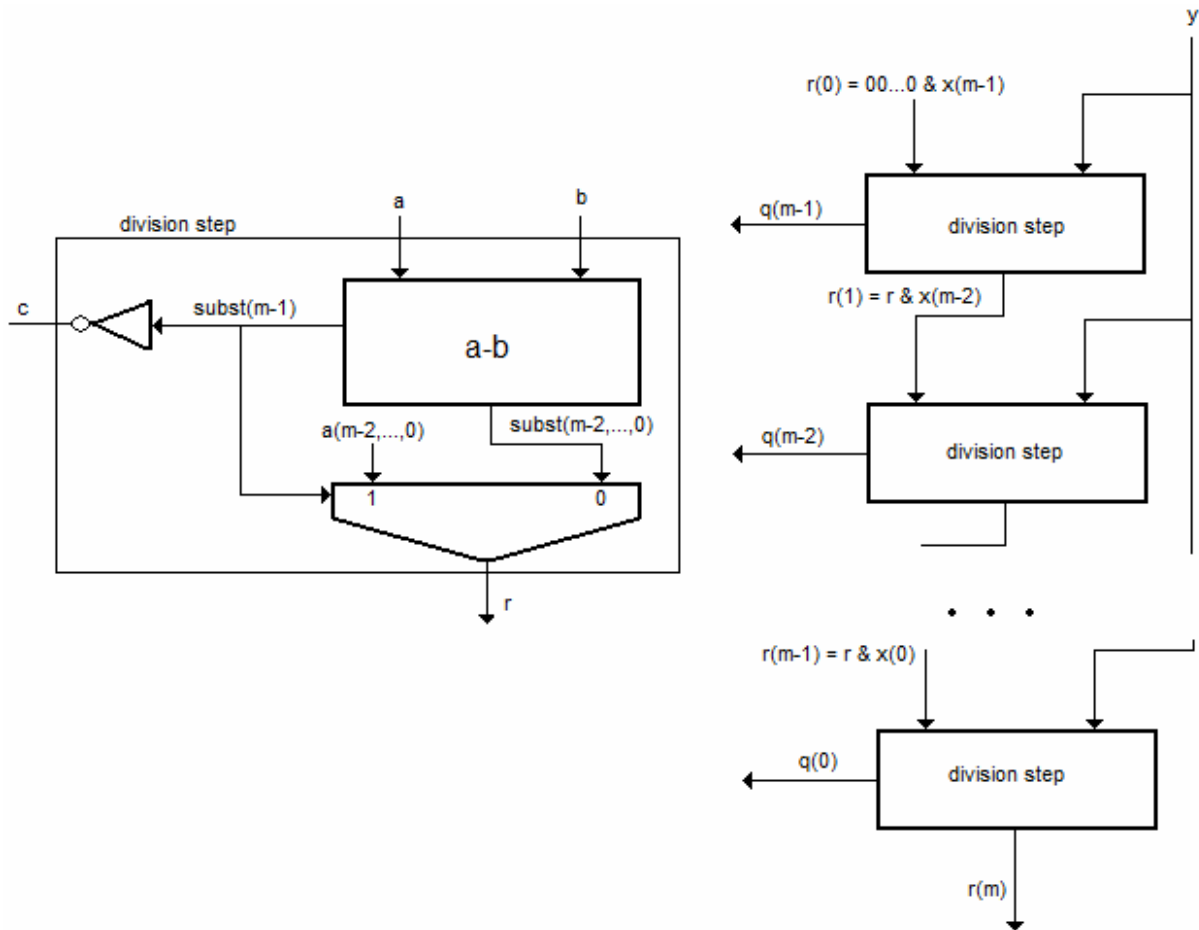 y
r(0) = 00...0 & x(m-1)
a
b
division step
q(m-1)
division step
c
subst(m-1)
r(1) = r & x(m-2)
a-b
a(m-2,...,0)
subst(m-2,...,0)
q(m-2)
division step
1
0
r
. . .
r(m-1) = r & x(0)
q(0)
division step
r(m)